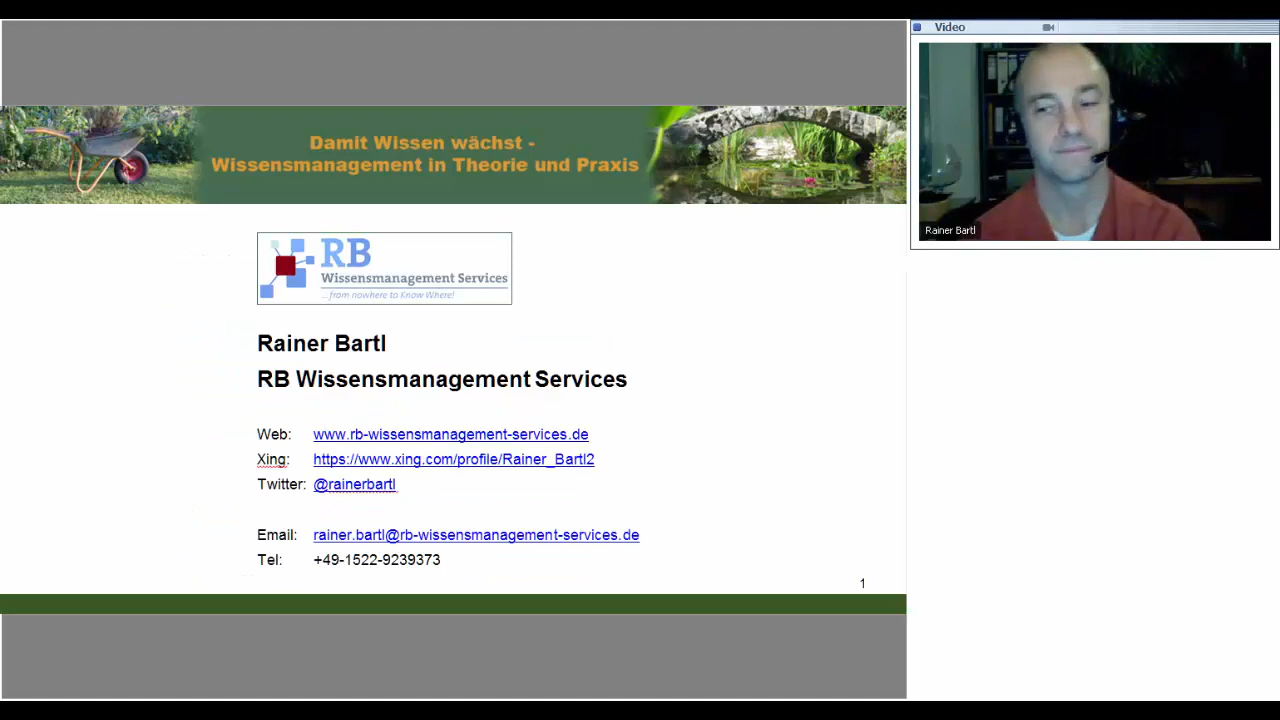 Video
Rainer Bartl
Damit Wissen wächst -
Wissensmanagement in Theorie und Praxis
RB
Wissensmanagement Services
...from nowhere to Know Where!
Rainer Bartl
RB Wissensmanagement Services
Web: www.rb-wissensmanagement-services.de
Xing: https://www.xing.com/profile/Rainer_Bartl2
Twitter: @rainerbartl
Email: rainer.bartl@rb-wissensmanagement-services.de
Tel: +49-1522-9239373
1